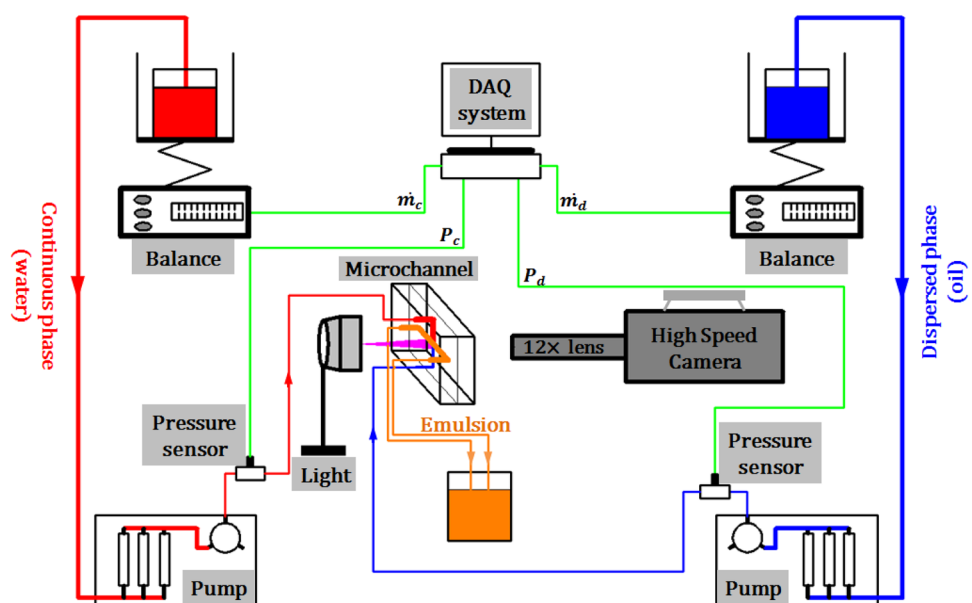 DAQ
system
ṁc
ṁd
Balance
Balance
Pc
Pd
Continuous phase
(water)
Dispersed phase
(oil)
Microchannel
12× lens
High Speed
Camera
Pressure
sensor
Light
Emulsion
Pressure
sensor
Pump
Pump